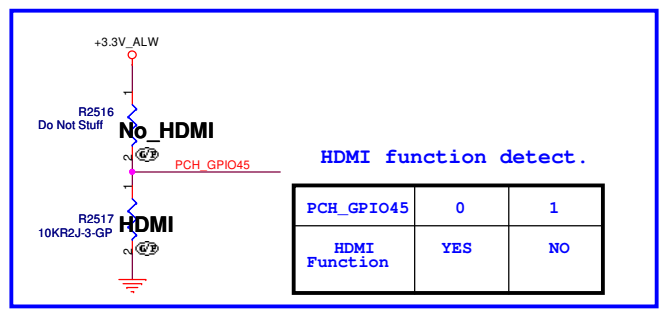 +3.3V_ALW
1
R2516
Do Not Stuff
No_HDMI
2
G/P
PCH_GPIO45
1
R2517
10KR2J-3-GP
HDMI
2
G/P
HDMI function detect.
PCH_GPIO45 0 1
HDMI Function YES NO